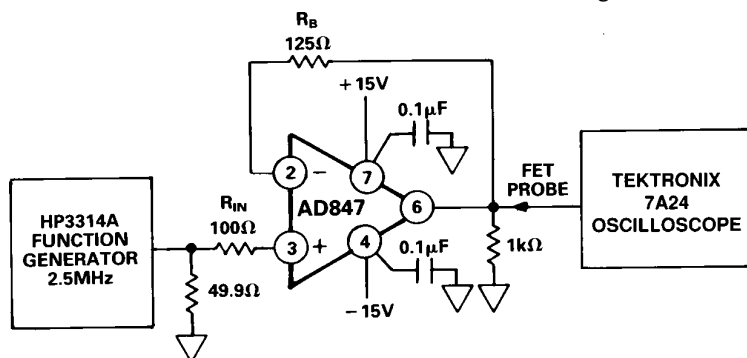 R_B
125Ω
+15V
0.1μF
2
−
7
FET
PROBE
TEKTRONIX
7A24
OSCILLOSCOPE
HP3314A
FUNCTION
GENERATOR
2.5MHz
R_IN
100Ω
AD847
6
3
+
4
0.1μF
1kΩ
49.9Ω
−15V